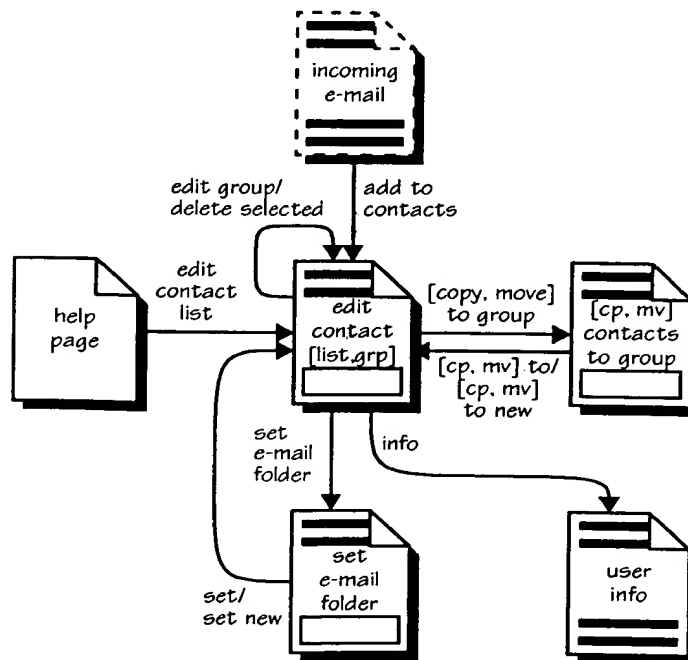 incoming
e-mail
edit group/
delete selected
add to
contacts
help
page
edit
contact
list
edit
contact
[list,grp]
[copy, move]
to group
[cp, mv] to/
[cp, mv]
to new
[cp, mv]
contacts
to group
set
e-mail
folder
info
set/
set new
set
e-mail
folder
user
info